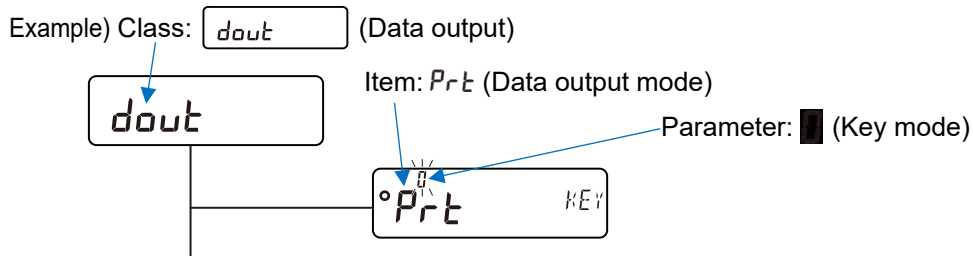 Example) Class: dout (Data output)
Item: Prt (Data output mode)
dout
Parameter: (Key mode)
0
°Prt KEY